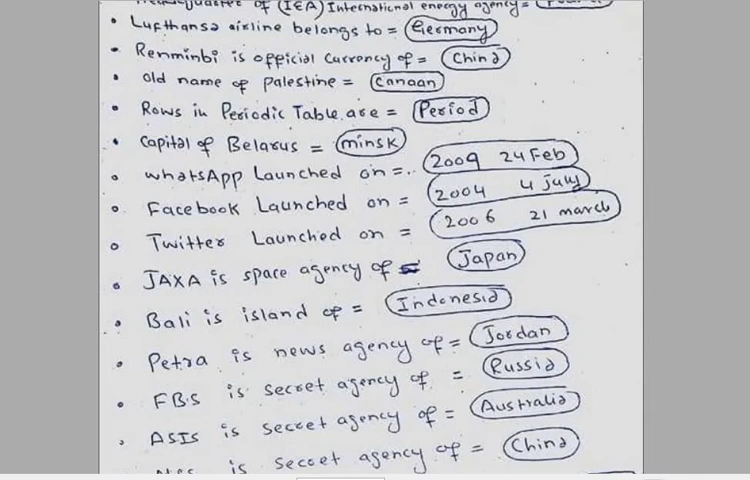 of (IEA) International energy agency =
• Lufthansa airline belongs to = Germany
• Renminbi is official currency of = China
• old name of palestine = Canaan
• Rows in Periodic Table are = Period
• Capital of Belarus = minsk
• whatsApp Launched on = .. 2009 24 Feb
• Facebook Launched on = 2004 4 July
• Twitter Launched on = 2006 21 march
• JAXA is space agency of = Japan
• Bali is island of = Indonesia
• Petra is news agency of = Jordan
• FBS is secret agency of = Russia
• ASIS is secret agency of = Australia
is secret agency of = China